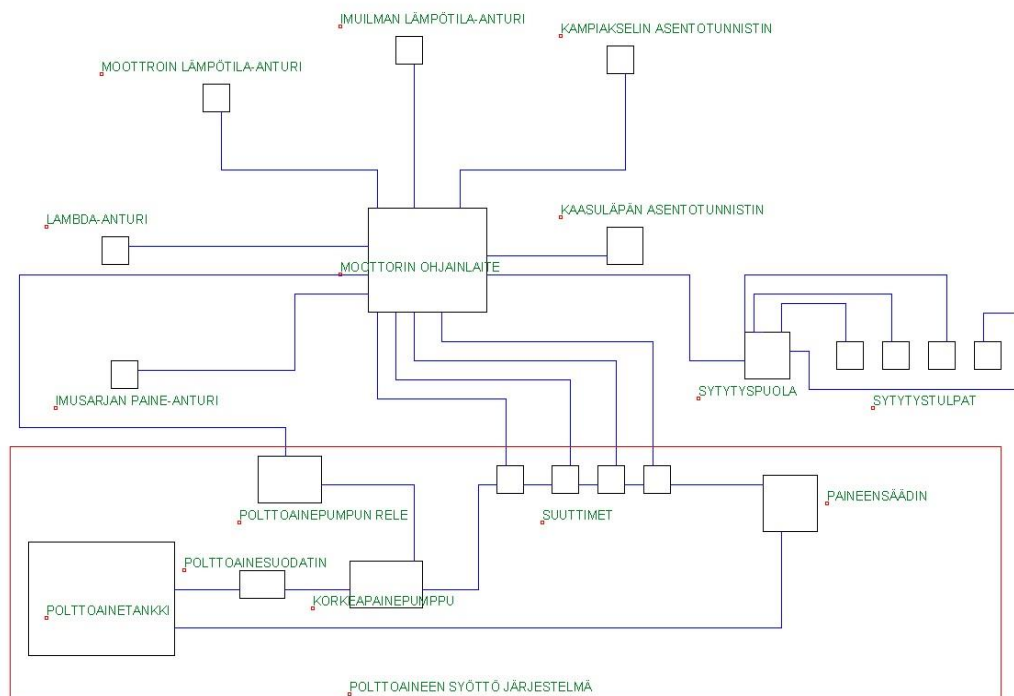 IMUILMAN LÄMPÖTILA-ANTURI
KAMPIAKSELIN ASENTOTUNNISTIN
MOOTTROIN LÄMPÖTILA-ANTURI
LAMBDA-ANTURI
KAASULÄPÄN ASENTOTUNNISTIN
MOOTTORIN OHJAINLAITE
IMUSARJAN PAINE-ANTURI
SYTYTYSPUOLA
SYTYTYSTULPAT
POLTTOAINEPUMPUN RELE
SUUTTIMET
PAINEENSÄÄDIN
POLTTOAINESUODATIN
POLTTOAINETANKKI
KORKEAPAINEPUMPPU
POLTTOAINEEN SYÖTTÖ JÄRJESTELMÄ